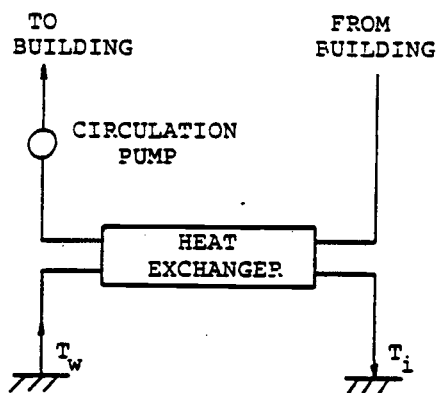 TO
BUILDING
FROM
BUILDING
CIRCULATION
PUMP
HEAT
EXCHANGER
T_w
T_i